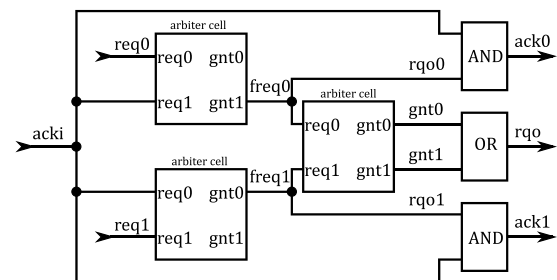 arbiter cell
req0
req0 gnt0
req1 gnt1
freq0
acki
arbiter cell
req0 gnt0
req1 gnt1
freq1
req1
req0 gnt0
req1 gnt1
arbiter cell
rqo0
AND
ack0
gnt0
gnt1
OR
rqo
rqo1
AND
ack1